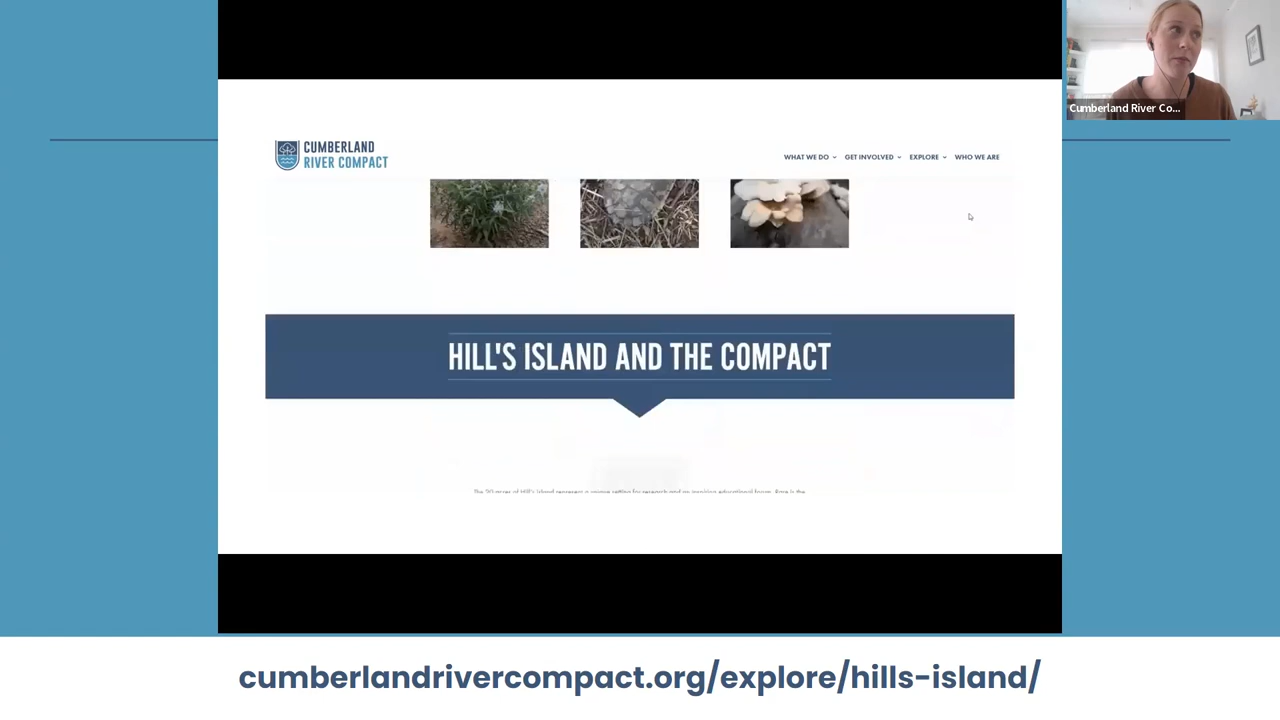 CUMBERLAND
RIVER COMPACT
WHAT WE DO
GET INVOLVED
EXPLORE
WHO WE ARE
Cumberland River Co...
HILL'S ISLAND AND THE COMPACT
cumberlandrivercompact.org/explore/hills-island/